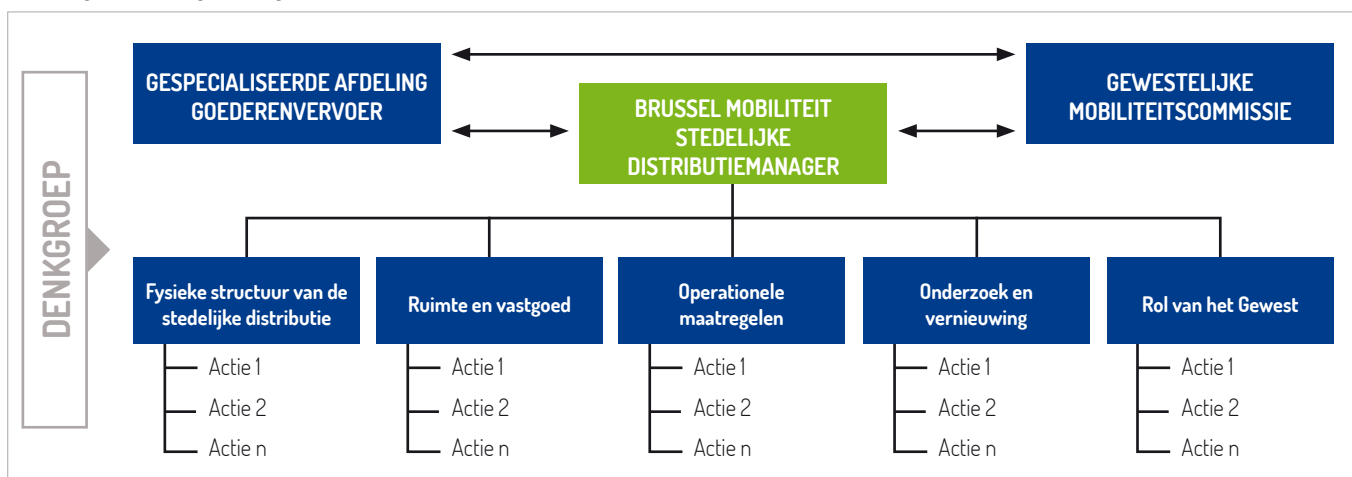 DENKGROEP
GESPECIALISEERDE AFDELING
GOEDERENVERVOER
BRUSSEL MOBILITEIT
STEDELIJKE
DISTRIBUTIEMANAGER
GEWESTELIJKE
MOBILITEITSCOMMISSIE
Fysieke structuur van de
stedelijke distributie
Actie 1
Actie 2
Actie n
Ruimte en vastgoed
Actie 1
Actie 2
Actie n
Operationele
maatregelen
Actie 1
Actie 2
Actie n
Onderzoek en
vernieuwing
Actie 1
Actie 2
Actie n
Rol van het Gewest
Actie 1
Actie 2
Actie n